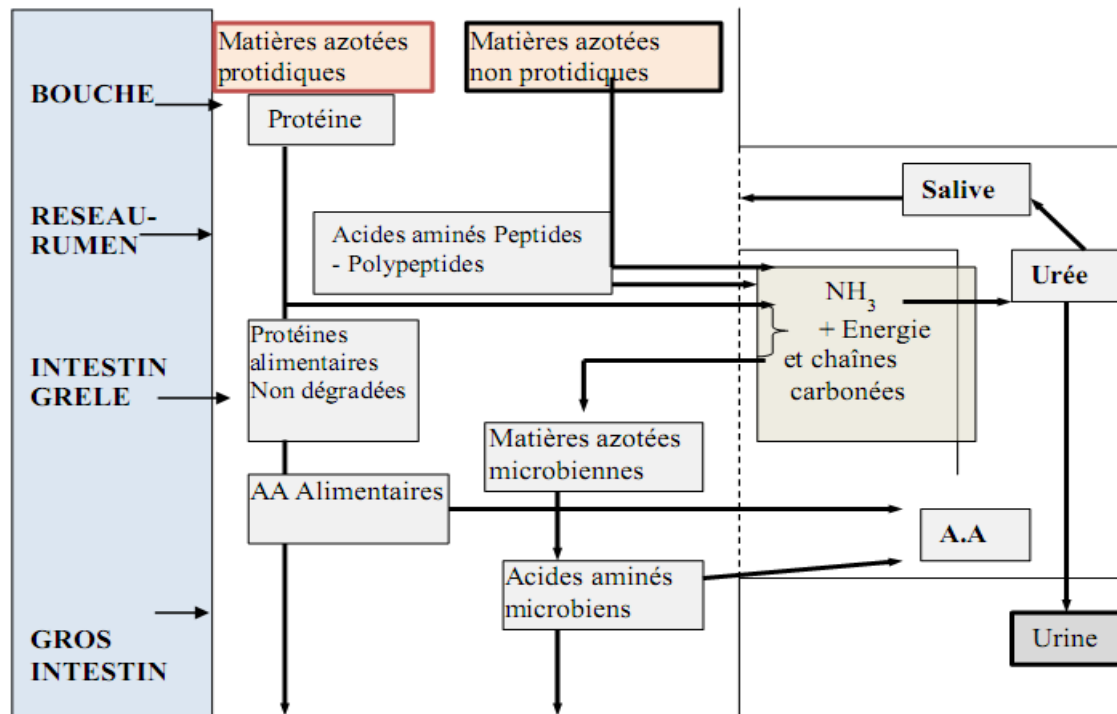 Matières azotées
protidiques
Matières azotées
non protidiques
BOUCHE
Protéine
Salive
RESEAU-
RUMEN
Acides aminés Peptides
- Polypeptides
Urée
NH3
+ Energie
et chaînes
carbonées
Protéines
alimentaires
Non dégradées
INTESTIN
GRELE
Matières azotées
microbiennes
AA Alimentaires
A.A
Acides aminés
microbiens
GROS
INTESTIN
Urine